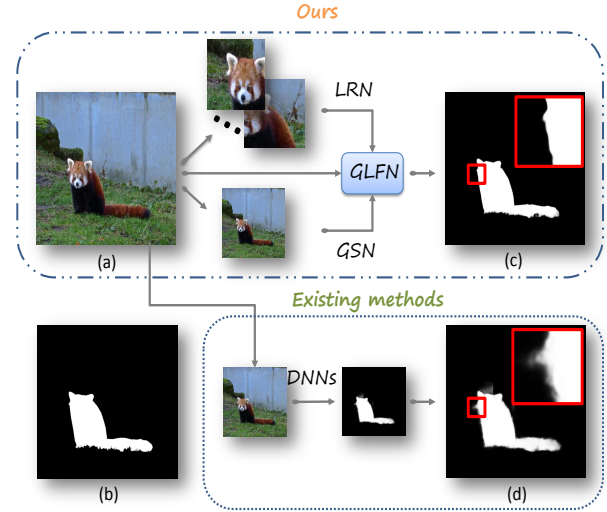 Ours
LRN
GLFN
GSN
(a)
(c)
Existing methods
DNNs
(b)
(d)